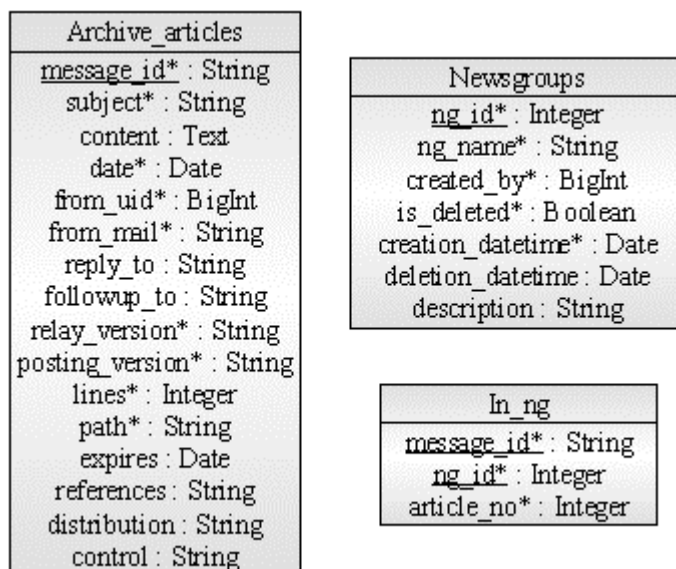 Archive_articles
message_id* : String
subject* : String
content : Text
date* : Date
from_uid* : BigInt
from_mail* : String
reply_to : String
followup_to : String
relay_version* : String
posting_version* : String
lines* : Integer
path* : String
expires : Date
references : String
distribution : String
control : String
Newsgroups
ng_id* : Integer
ng_name* : String
created_by* : BigInt
is_deleted* : Boolean
creation_datetime* : Date
deletion_datetime : Date
description : String
In_ng
message_id* : String
ng_id* : Integer
article_no* : Integer